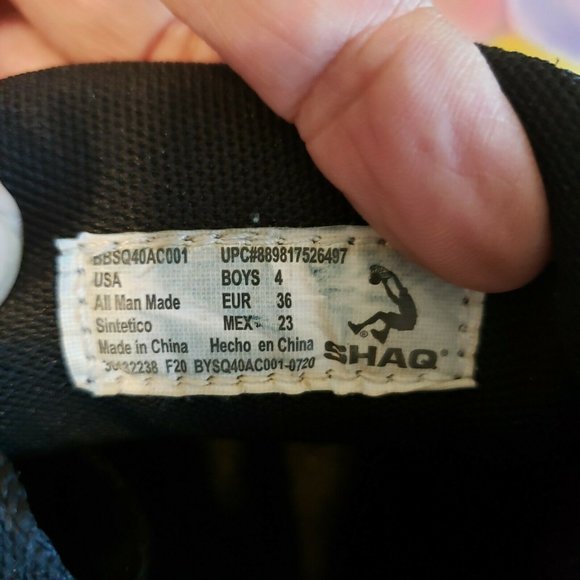 BBSQ40AC001 UPC#889817526497
USA BOYS 4
All Man Made EUR 36
Sintetico MEX 23
Made in China Hecho en China
F20 BYSQ40AC001-0720
SHAQ®